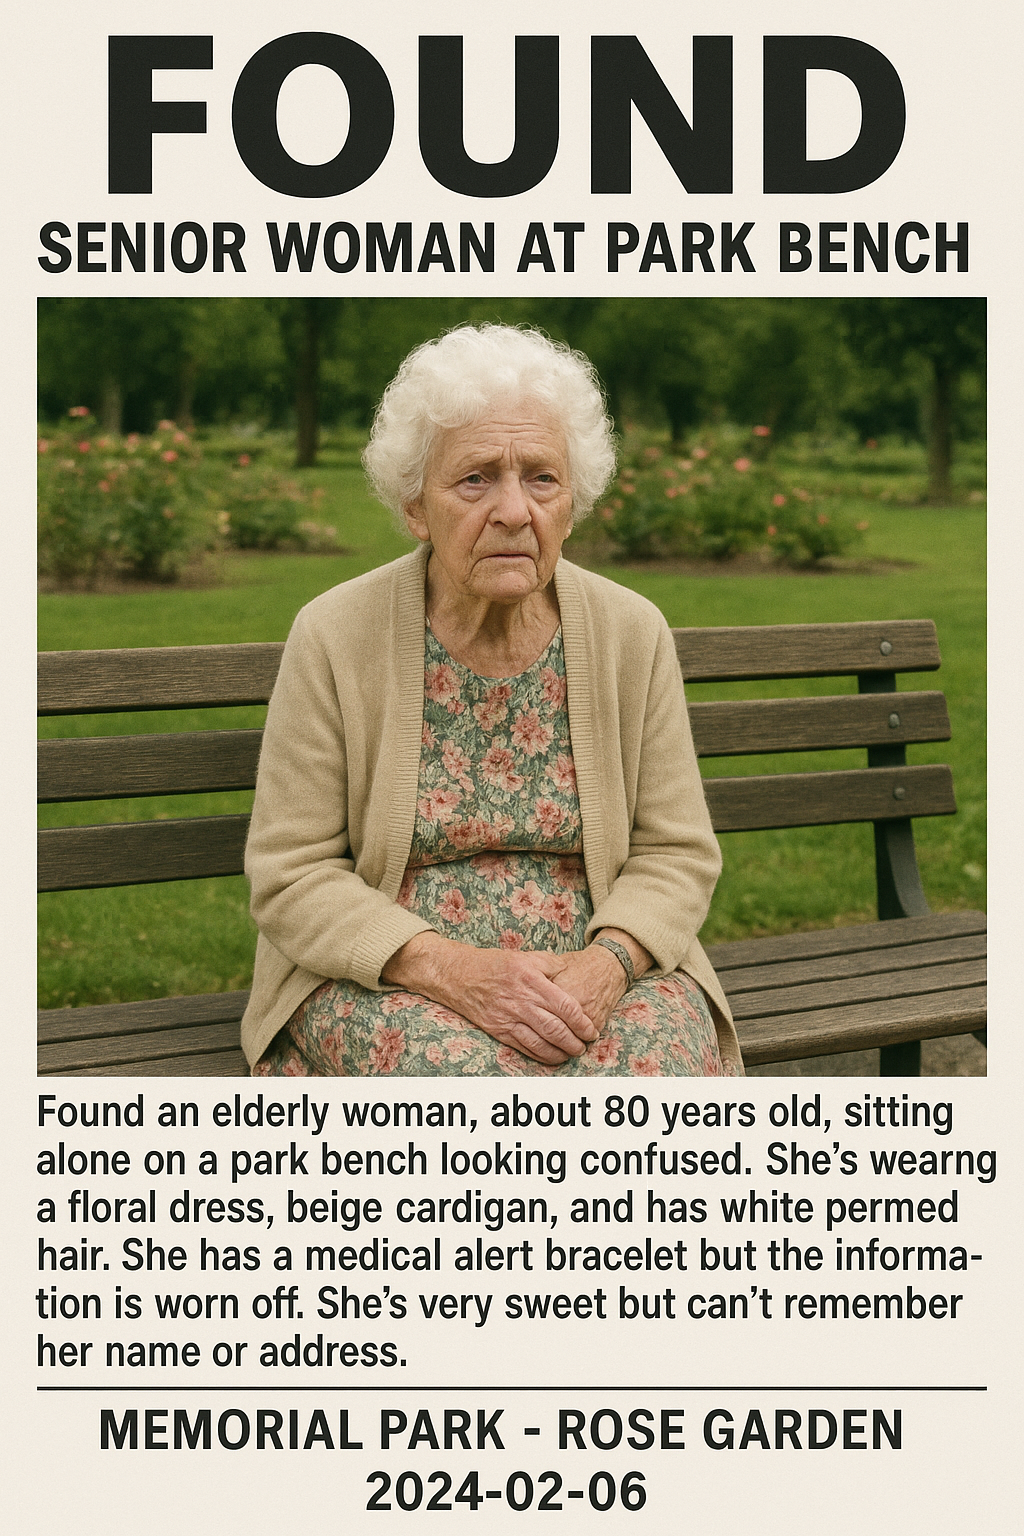 FOUND
SENIOR WOMAN AT PARK BENCH
Found an elderly woman, about 80 years old, sitting
alone on a park bench looking confused. She's wearng
a floral dress, beige cardigan, and has white permed
hair. She has a medical alert bracelet but the informa-
tion is worn off. She's very sweet but can't remember
her name or address.
MEMORIAL PARK - ROSE GARDEN
2024-02-06